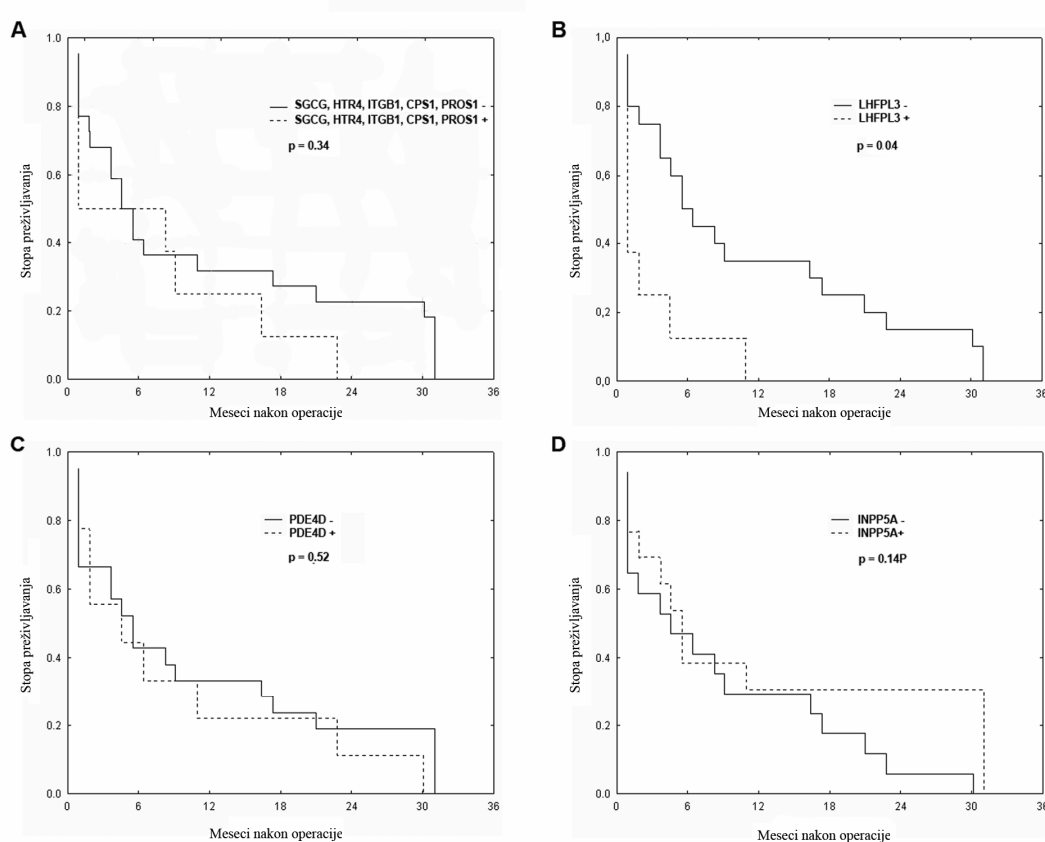 A
1.0
0.8
0.6
0.4
0.2
0.0
Stopa preživljavanja
SGCG, HTR4, ITGB1, CPS1, PROS1 -
SGCG, HTR4, ITGB1, CPS1, PROS1 +
p = 0.34
0 6 12 18 24 30 36
Meseci nakon operacije
B
1,0
0,8
0,6
0,4
0,2
0,0
Stopa preživljavanja
LHFPL3 -
LHFPL3 +
p = 0.04
0 6 12 18 24 30 36
Meseci nakon operacije
C
1.0
0.8
0.6
0.4
0.2
0.0
Stopa preživljavanja
PDE4D -
PDE4D +
p = 0.52
0 6 12 18 24 30 36
Meseci nakon operacije
D
1.0
0.8
0.6
0.4
0.2
0.0
Stopa preživljavanja
INPP5A -
INPP5A+
p = 0.14P
0 6 12 18 24 30 36
Meseci nakon operacije